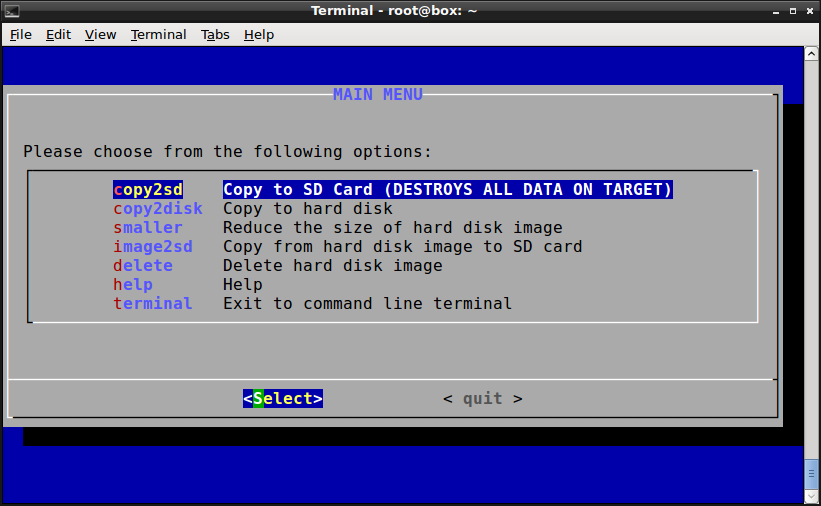 Terminal - root@box: ~
File Edit View Terminal Tabs Help
MAIN MENU
Please choose from the following options:
copy2sd Copy to SD Card (DESTROYS ALL DATA ON TARGET)
copy2disk Copy to hard disk
smaller Reduce the size of hard disk image
image2sd Copy from hard disk image to SD card
delete Delete hard disk image
help Help
terminal Exit to command line terminal
<Select> < quit >